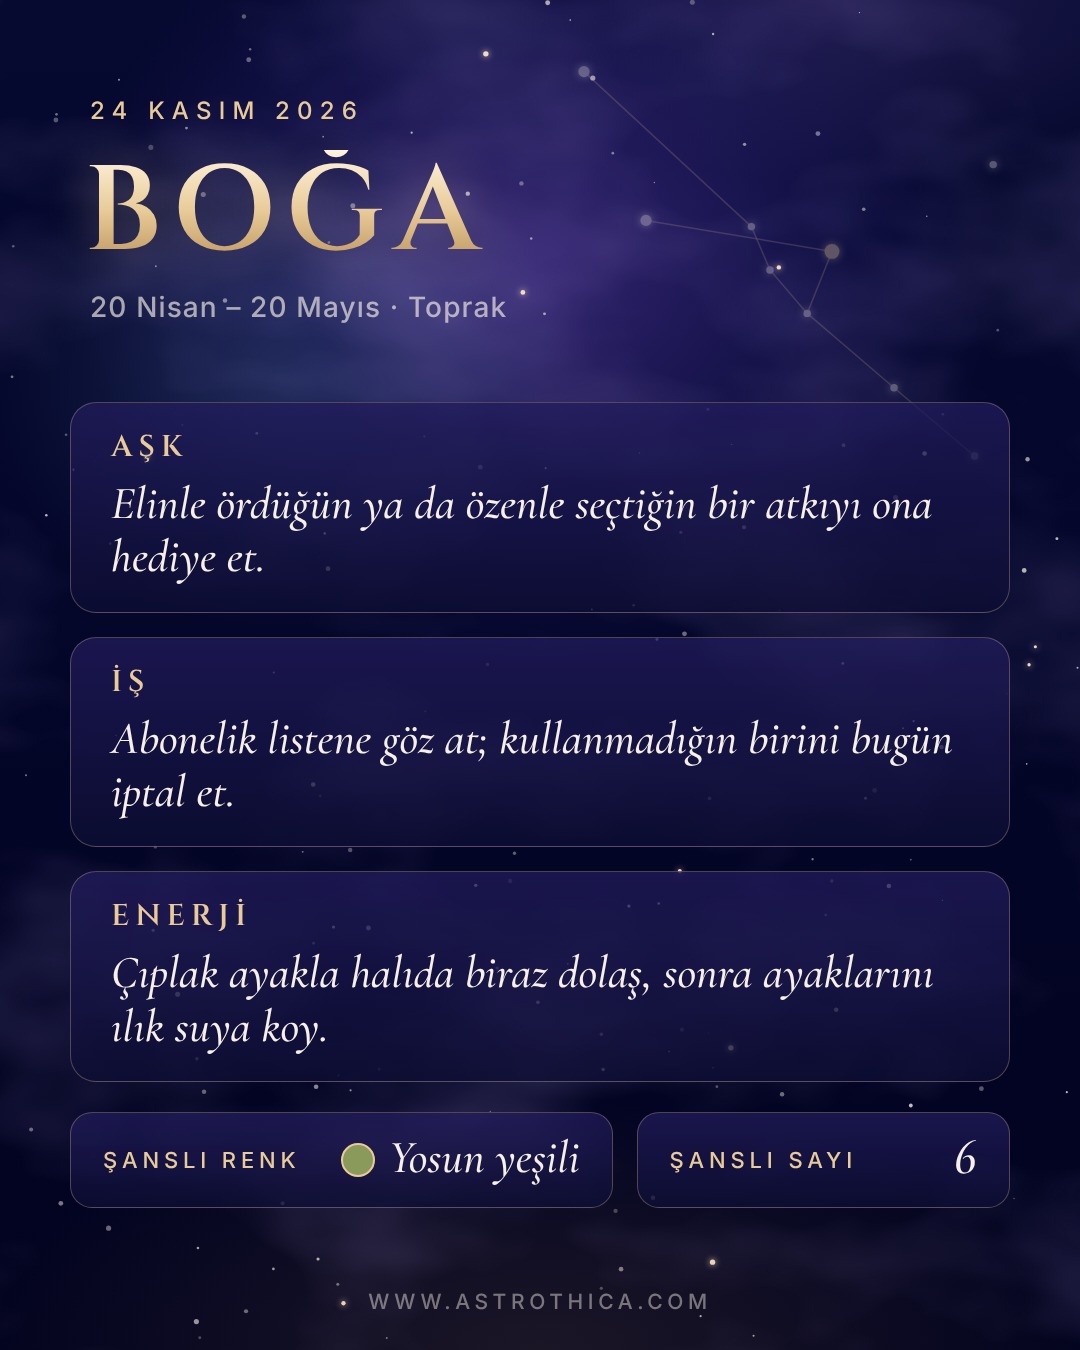 24 KASIM 2026
BOĞA
20 Nisan – 20 Mayıs · Toprak
AŞK
Elinle ördüğün ya da özenle seçtiğin bir atkıyı ona
hediye et.
İŞ
Abonelik listene göz at; kullanmadığın birini bugün
iptal et.
ENERJİ
Çıplak ayakla halıda biraz dolaş, sonra ayaklarını
ılık suya koy.
ŞANSLI RENK Yosun yeşili
ŞANSLI SAYI 6
WWW.ASTROTHICA.COM